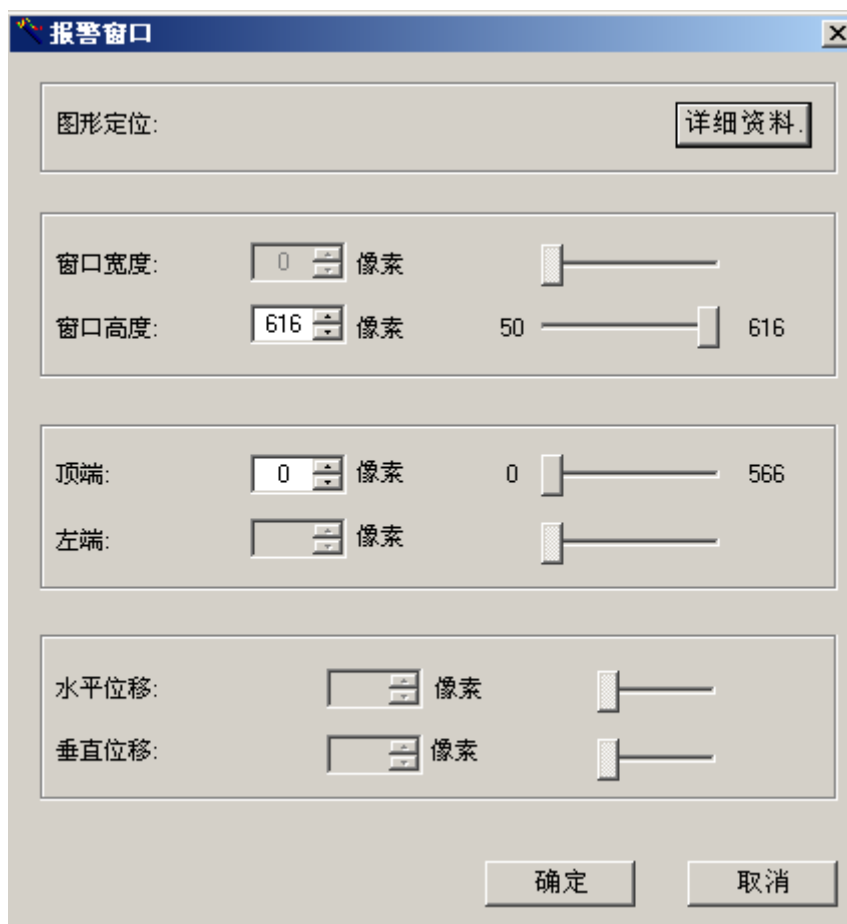 报警窗口
图形定位: 详细资料.
窗口宽度: 0 像素
窗口高度: 616 像素 50 616
顶端: 0 像素 0 566
左端: 像素
水平位移: 像素
垂直位移: 像素
确定 取消